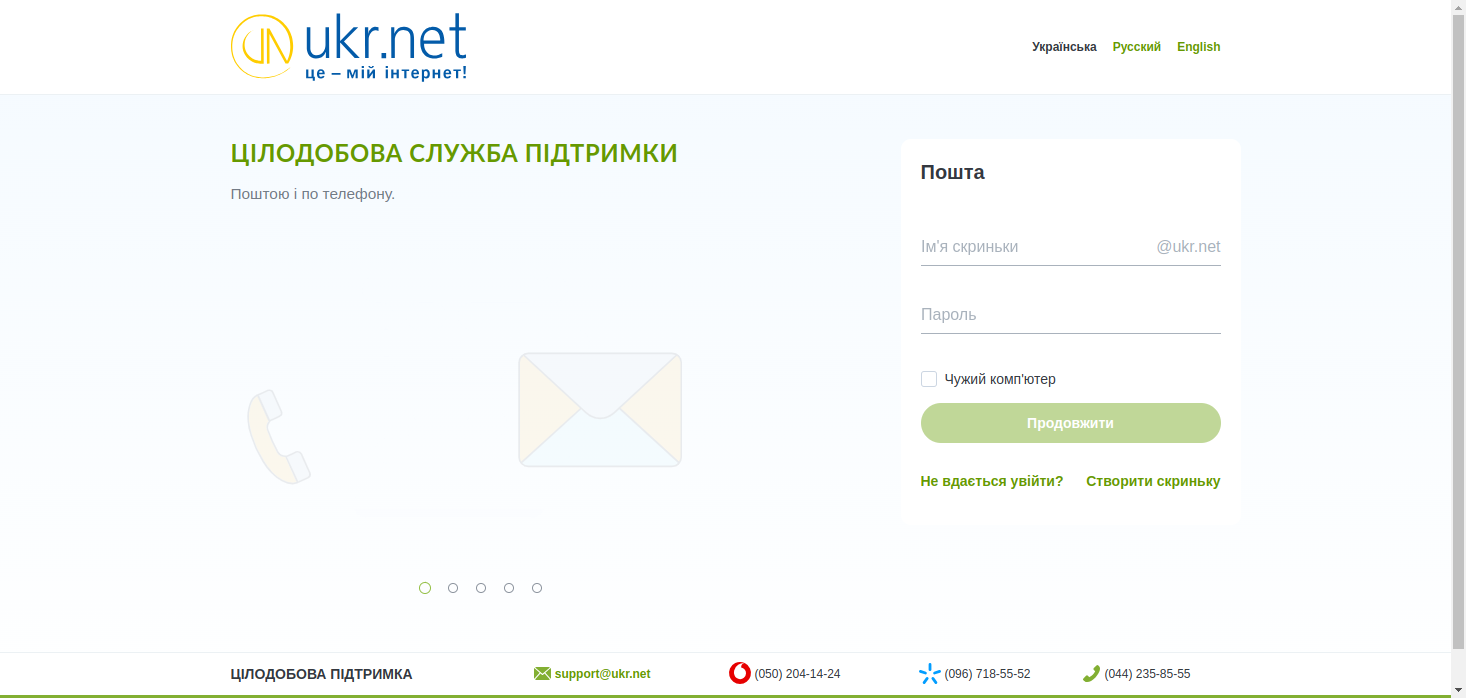 ukr.net
це – мій інтернет!
Українська Русский English
ЦІЛОДОБОВА СЛУЖБА ПІДТРИМКИ
Поштою і по телефону.
Пошта
Ім'я скриньки @ukr.net
Пароль
Чужий комп'ютер
Продовжити
Не вдається увійти? Створити скриньку
ЦІЛОДОБОВА ПІДТРИМКА support@ukr.net (050) 204-14-24 (096) 718-55-52 (044) 235-85-55